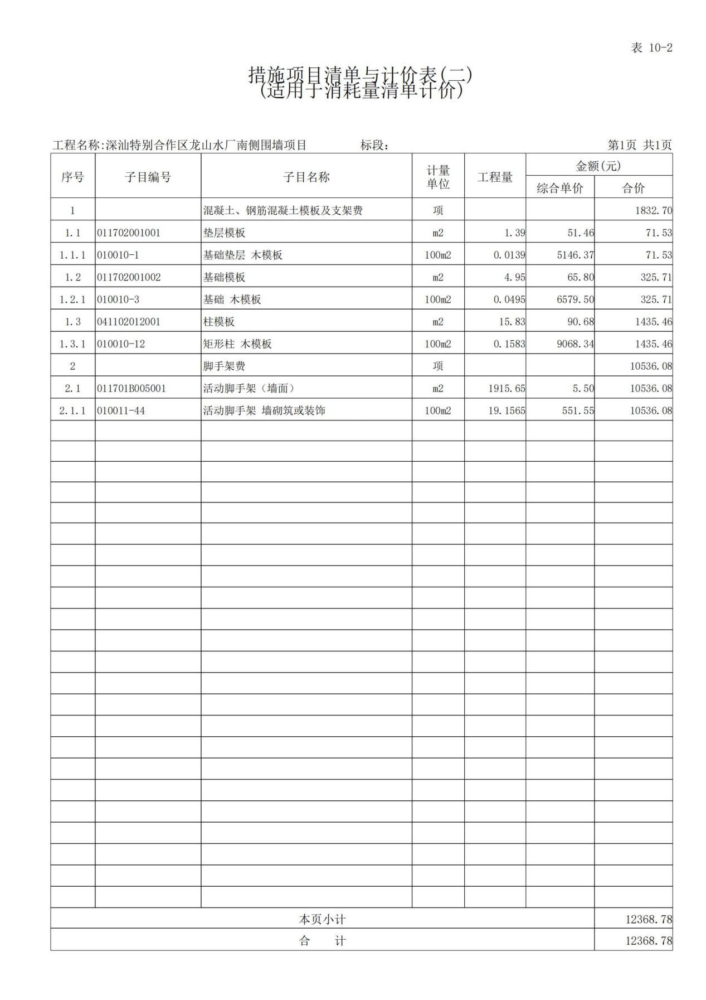 表 10-2
措施项目清单与计价表(二)
(适用于消耗量清单计价)
工程名称:深汕特别合作区龙山水厂南侧围墙项目 标段: 第1页 共1页
序号 子目编号 子目名称 计量单位 工程量 金额(元)
综合单价 合价
1 混凝土、钢筋混凝土模板及支架费 项 1832.70
1.1 011702001001 垫层模板 m2 1.39 51.46 71.53
1.1.1 010010-1 基础垫层 木模板 100m2 0.0139 5146.37 71.53
1.2 011702001002 基础模板 m2 4.95 65.80 325.71
1.2.1 010010-3 基础 木模板 100m2 0.0495 6579.50 325.71
1.3 041102012001 柱模板 m2 15.83 90.68 1435.46
1.3.1 010010-12 矩形柱 木模板 100m2 0.1583 9068.34 1435.46
2 脚手架费 项 10536.08
2.1 011701B005001 活动脚手架（墙面） m2 1915.65 5.50 10536.08
2.1.1 010011-44 活动脚手架 墙砌筑或装饰 100m2 19.1565 551.55 10536.08
本页小计 12368.78
合 计 12368.78